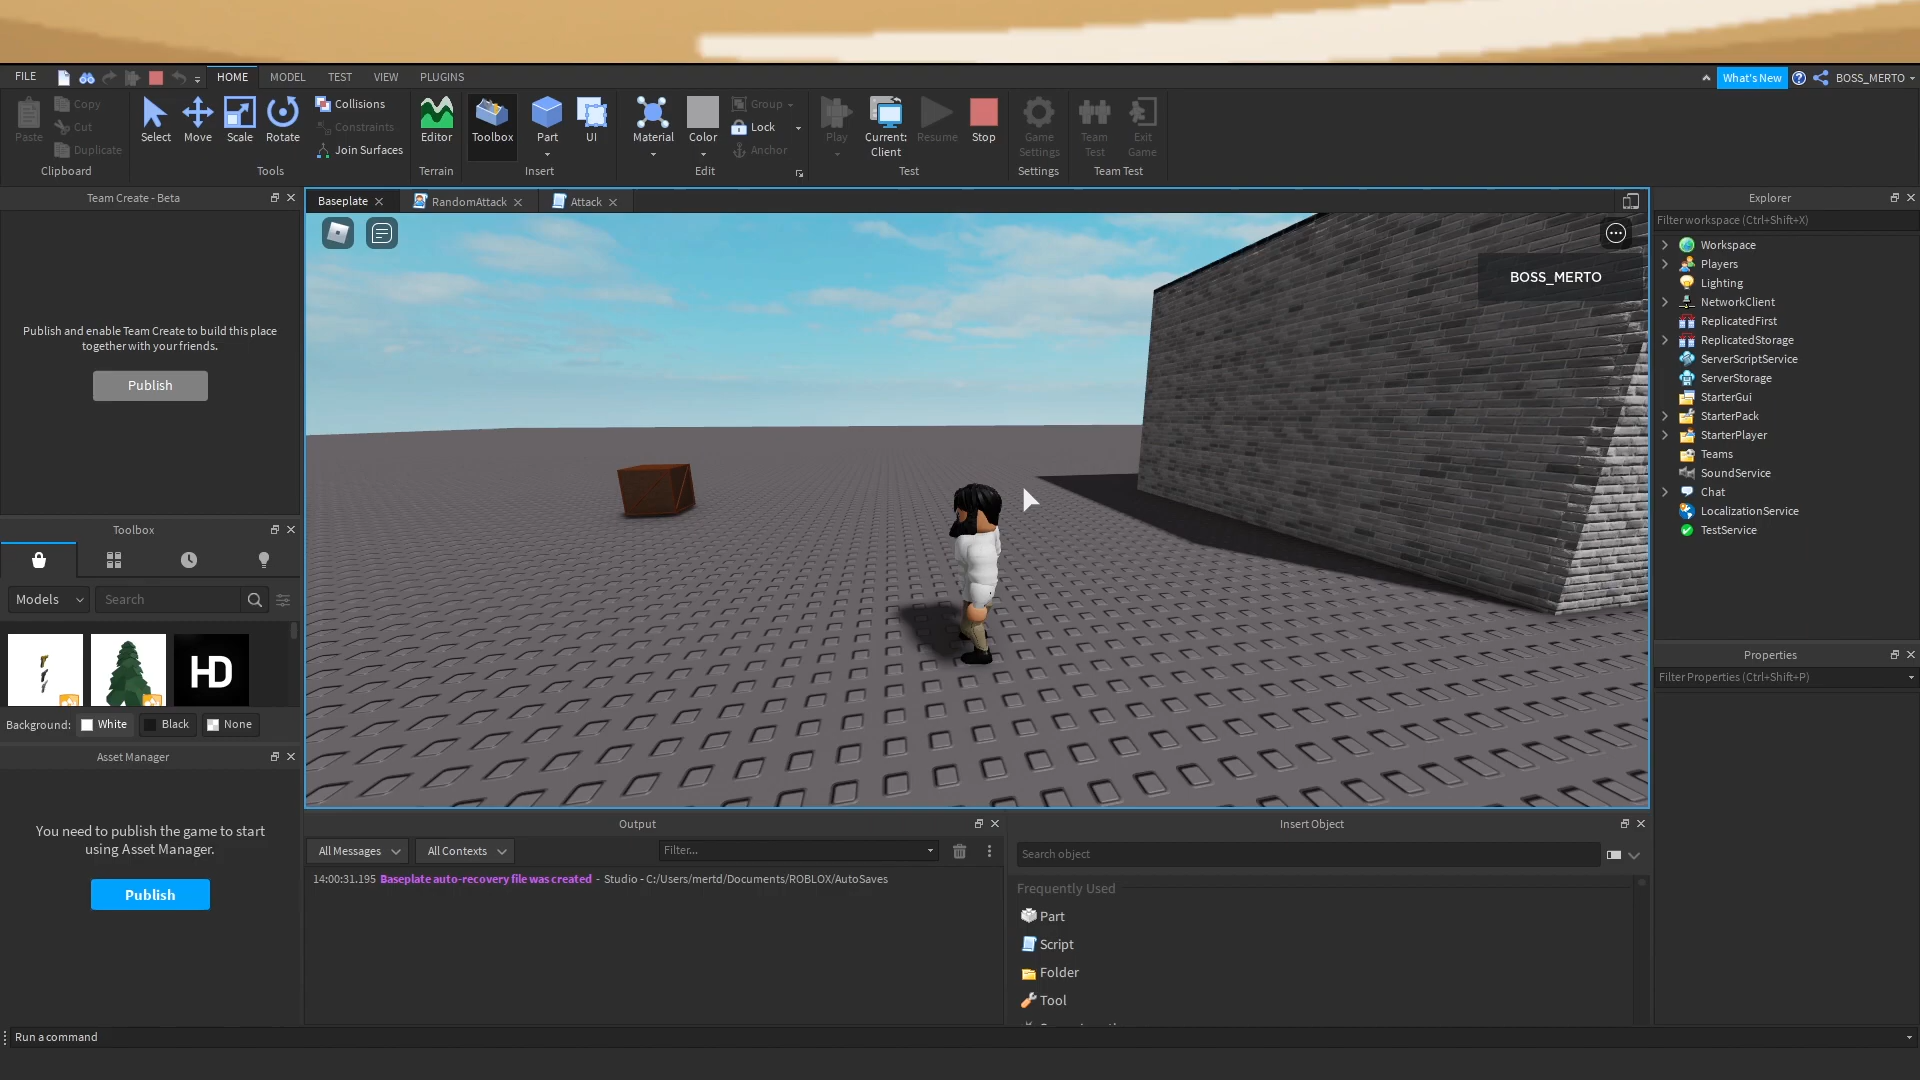 FILE
HOME
MODEL
TEST
VIEW
PLUGINS
What's New
BOSS_MERTO
Paste
Copy
Cut
Duplicate
Clipboard
Select
Move
Scale
Rotate
Collisions
Constraints
Join Surfaces
Tools
Editor
Terrain
Toolbox
Part
UI
Insert
Material
Color
Group
Lock
Anchor
Edit
Play
Current:
Client
Resume
Stop
Test
Game
Settings
Settings
Team
Test
Exit
Game
Team Test
Team Create - Beta
Publish and enable Team Create to build this place
together with your friends.
Publish
Toolbox
Models
Search
HD
Background:
White
Black
None
Asset Manager
You need to publish the game to start
using Asset Manager.
Publish
Baseplate
RandomAttack
Attack
BOSS_MERTO
Output
All Messages
All Contexts
Filter...
14:00:31.195 Baseplate auto-recovery file was created - Studio - C:/Users/mertd/Documents/ROBLOX/AutoSaves
Insert Object
Search object
Frequently Used
Part
Script
Folder
Tool
Explorer
Filter workspace (Ctrl+Shift+X)
Workspace
Players
Lighting
NetworkClient
ReplicatedFirst
ReplicatedStorage
ServerScriptService
ServerStorage
StarterGui
StarterPack
StarterPlayer
Teams
SoundService
Chat
LocalizationService
TestService
Properties
Filter Properties (Ctrl+Shift+P)
Run a command